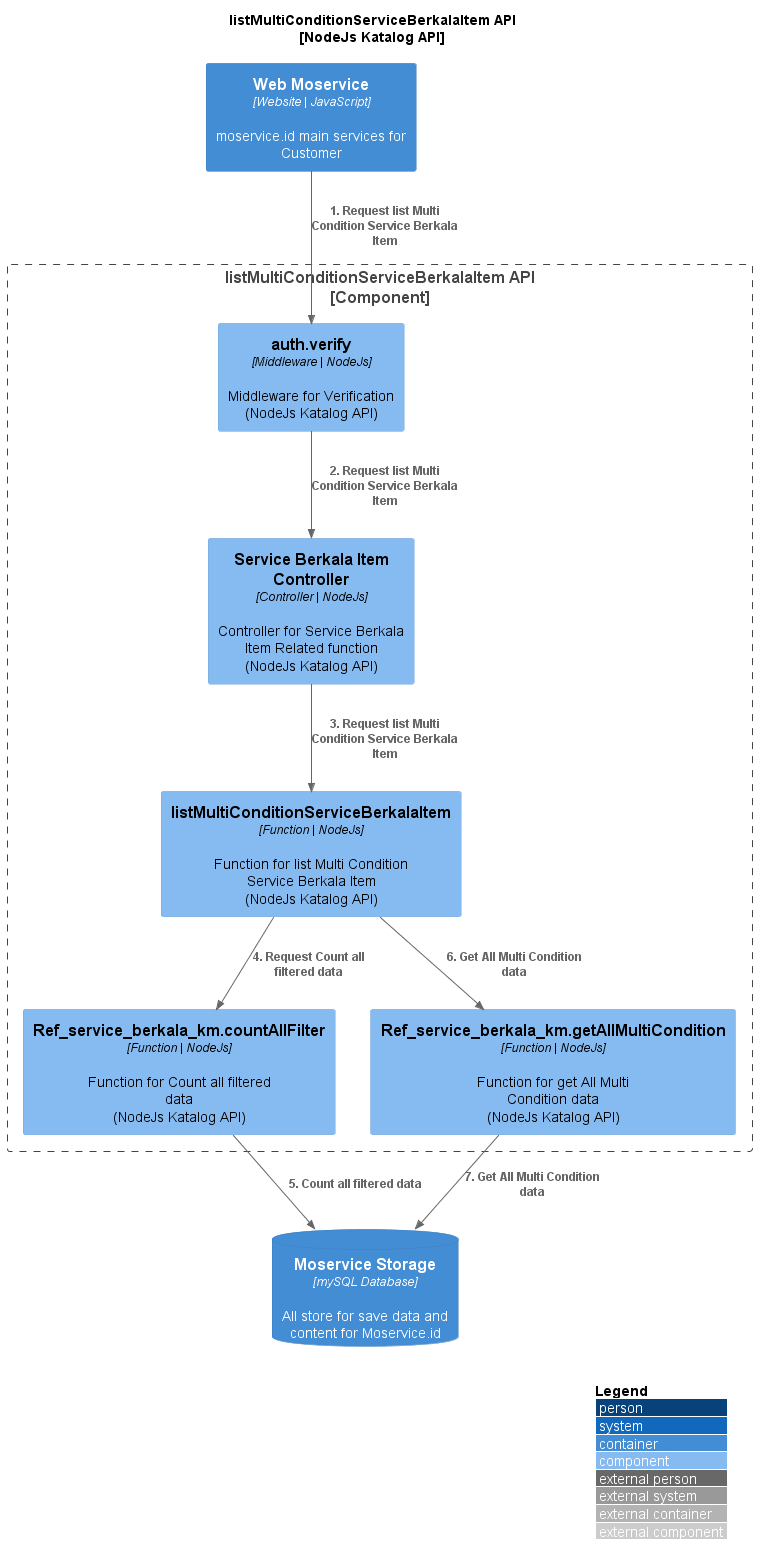 listMultiConditionServiceBerkalaItem API
[NodeJs Katalog API]
Web Moservice
[Website | JavaScript]
moservice.id main services for
Customer
1. Request list Multi
Condition Service Berkala
Item
listMultiConditionServiceBerkalaItem API
[Component]
auth.verify
[Middleware | NodeJs]
Middleware for Verification
(NodeJs Katalog API)
2. Request list Multi
Condition Service Berkala
Item
Service Berkala Item
Controller
[Controller | NodeJs]
Controller for Service Berkala
Item Related function
(NodeJs Katalog API)
3. Request list Multi
Condition Service Berkala
Item
listMultiConditionServiceBerkalaItem
[Function | NodeJs]
Function for list Multi Condition
Service Berkala Item
(NodeJs Katalog API)
4. Request Count all
filtered data
6. Get All Multi Condition
data
Ref_service_berkala_km.countAllFilter
[Function | NodeJs]
Function for Count all filtered
data
(NodeJs Katalog API)
Ref_service_berkala_km.getAllMultiCondition
[Function | NodeJs]
Function for get All Multi
Condition data
(NodeJs Katalog API)
5. Count all filtered data
7. Get All Multi Condition
data
Moservice Storage
[mySQL Database]
All store for save data and
content for Moservice.id
Legend
person
system
container
component
external person
external system
external container
external component